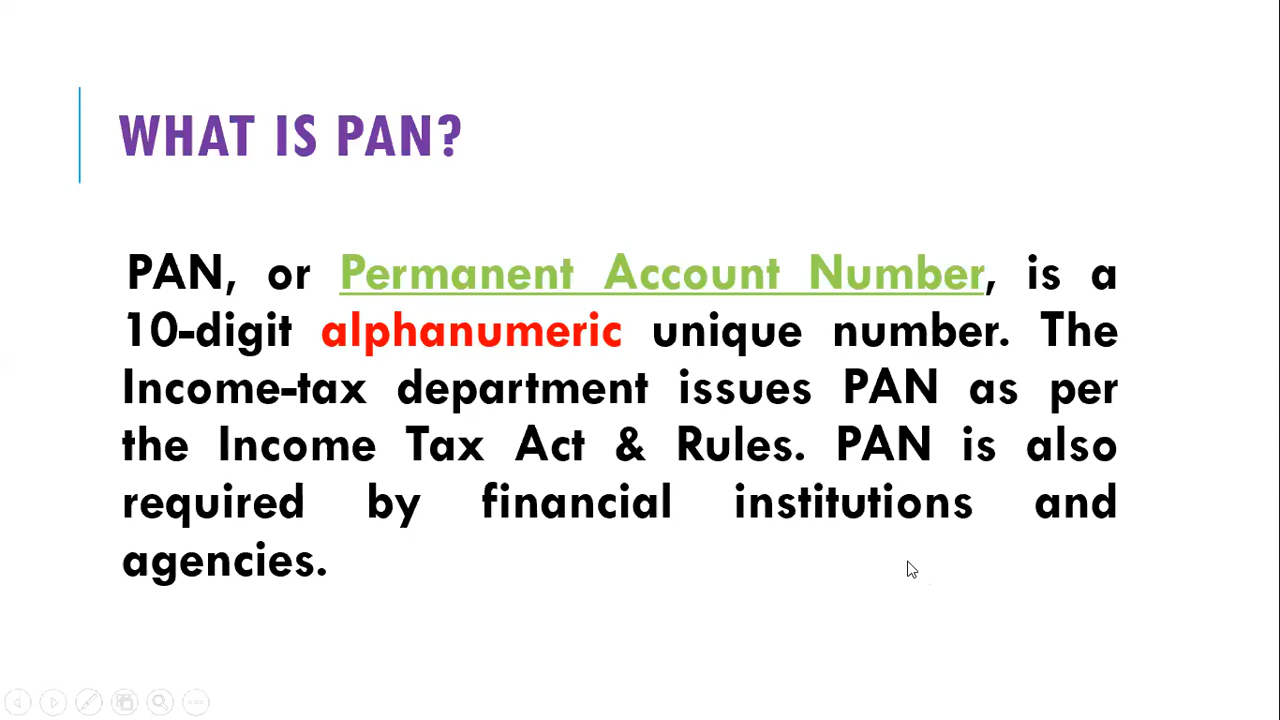 WHAT IS PAN?
PAN, or Permanent Account Number, is a
10-digit alphanumeric unique number. The
Income-tax department issues PAN as per
the Income Tax Act & Rules. PAN is also
required by financial institutions and
agencies.